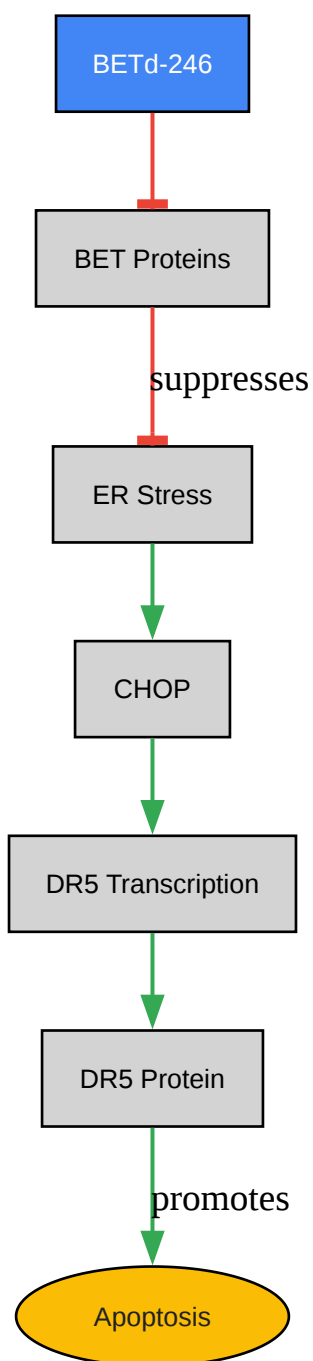 BETd-246
BET Proteins
suppresses
ER Stress
CHOP
DR5 Transcription
DR5 Protein
promotes
Apoptosis